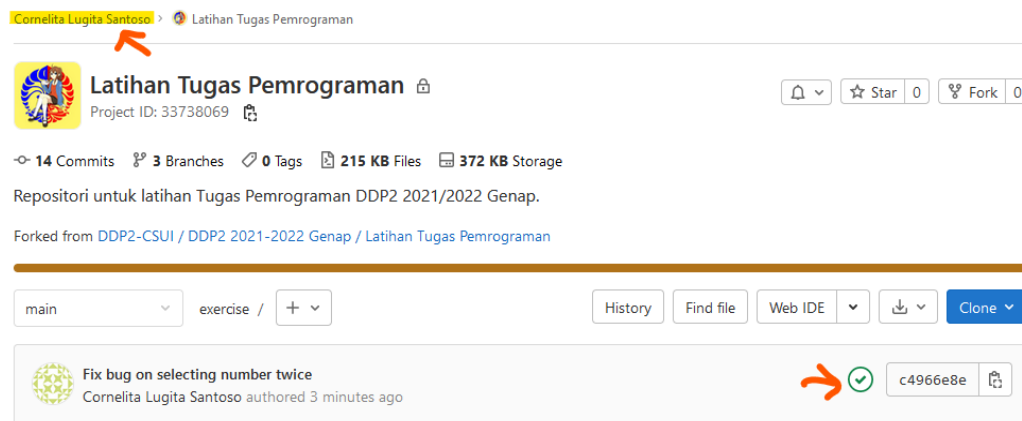 Cornelita Lugita Santoso › Latihan Tugas Pemrograman
Latihan Tugas Pemrograman
Project ID: 33738069
Star 0
Fork 0
14 Commits 3 Branches 0 Tags 215 KB Files 372 KB Storage
Repositori untuk latihan Tugas Pemrograman DDP2 2021/2022 Genap.
Forked from DDP2-CSUI / DDP2 2021-2022 Genap / Latihan Tugas Pemrograman
main exercise / + History Find file Web IDE Clone
Fix bug on selecting number twice
Cornelita Lugita Santoso authored 3 minutes ago
c4966e8e